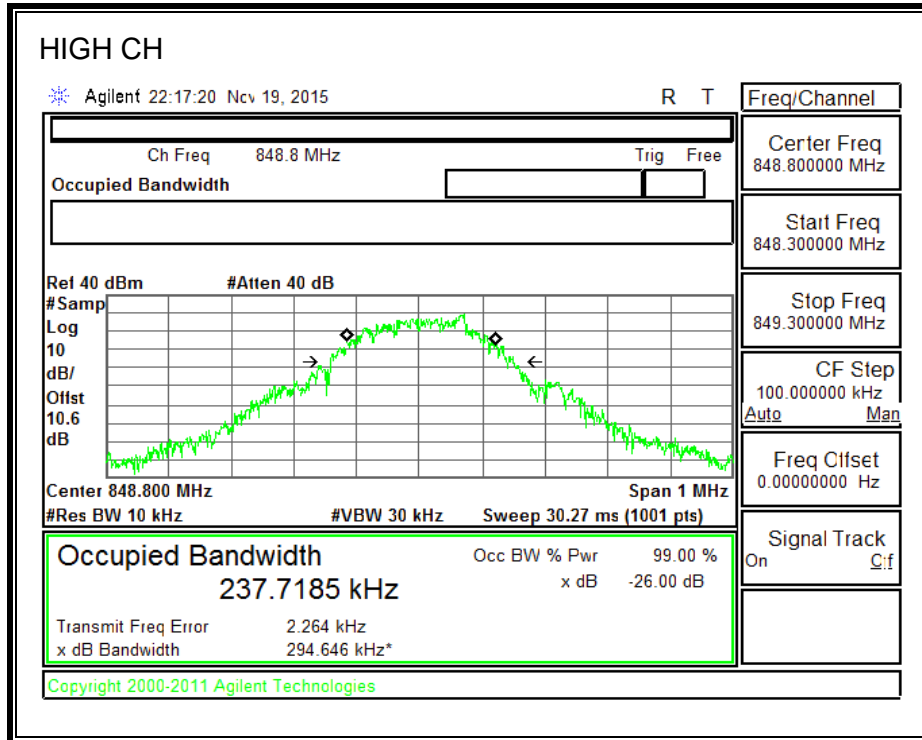 HIGH CH
Agilent 22:17:20 Nov 19, 2015 R T
Freq/Channel
Ch Freq 848.8 MHz Trig Free
Occupied Bandwidth
Center Freq
848.800000 MHz
Start Freq
848.300000 MHz
Stop Freq
849.300000 MHz
CF Step
100.000000 kHz
Auto Man
Freq Offset
0.00000000 Hz
Signal Track
On Off
Ref 40 dBm #Atten 40 dB
#Samp
Log
10
dB/
Offst
10.6
dB
Center 848.800 MHz Span 1 MHz
#Res BW 10 kHz #VBW 30 kHz Sweep 30.27 ms (1001 pts)
Occupied Bandwidth Occ BW % Pwr 99.00 %
237.7185 kHz x dB -26.00 dB
Transmit Freq Error 2.264 kHz
x dB Bandwidth 294.646 kHz*
Copyright 2000-2011 Agilent Technologies